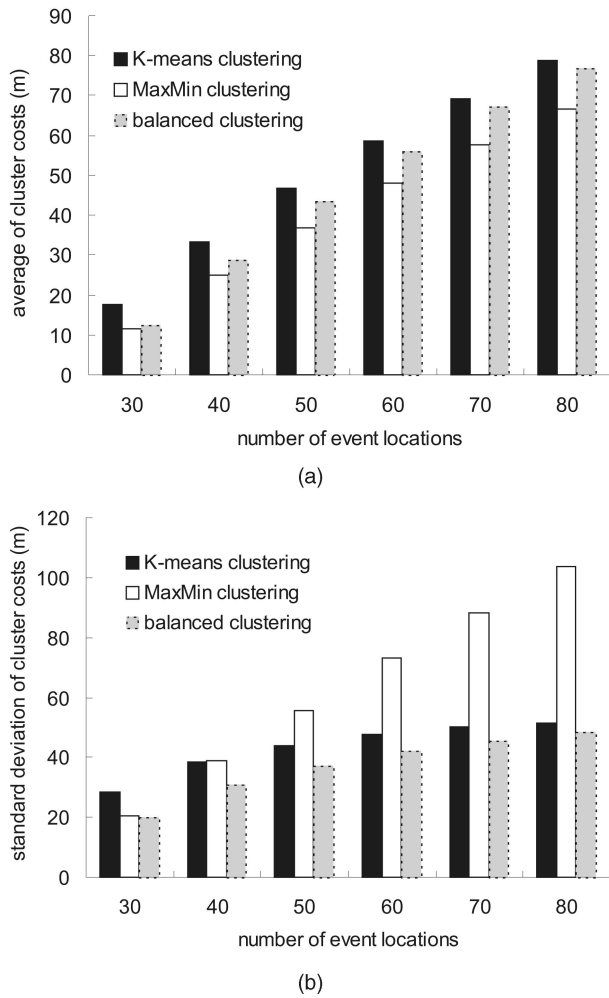 90
80
70
60
50
40
30
20
10
0
average of cluster costs (m)
K-means clustering
MaxMin clustering
balanced clustering
30 40 50 60 70 80
number of event locations
(a)
120
100
80
60
40
20
0
standard deviation of cluster costs (m)
K-means clustering
MaxMin clustering
balanced clustering
30 40 50 60 70 80
number of event locations
(b)